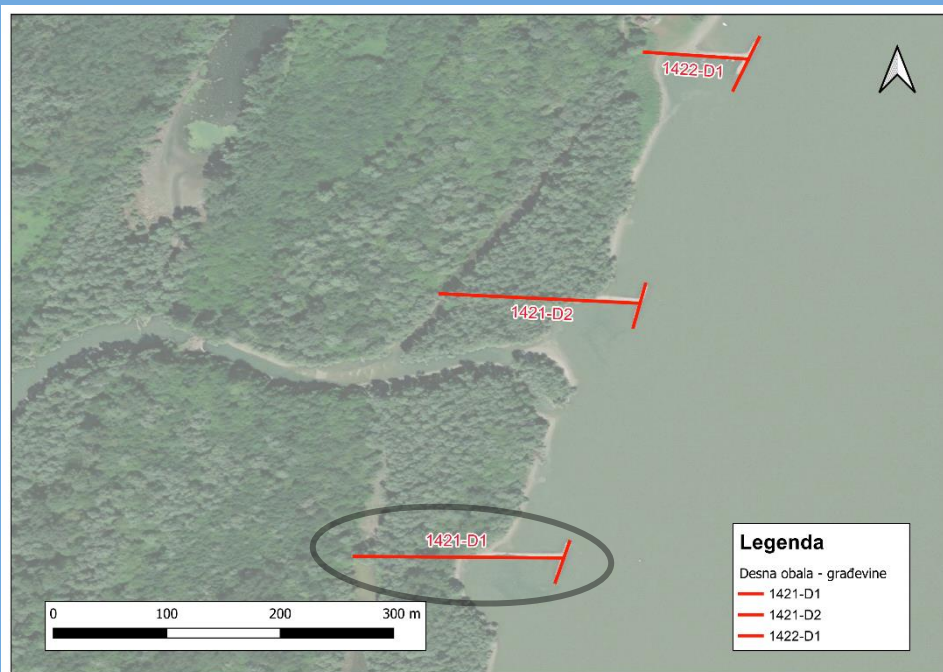 1422-D1
1421-D2
1421-D1
Legenda
Desna obala - građevine
1421-D1
1421-D2
1422-D1
0 100 200 300 m